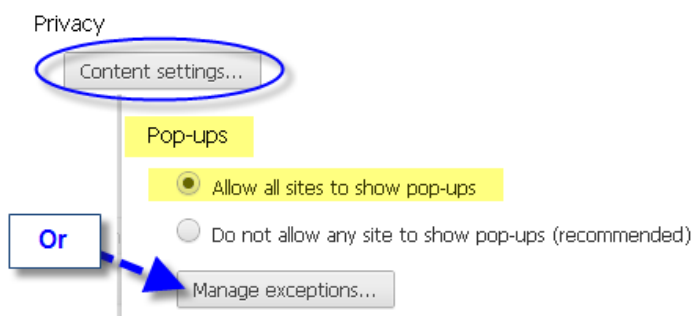 Privacy
Content settings...
Pop-ups
Allow all sites to show pop-ups
Do not allow any site to show pop-ups (recommended)
Or
Manage exceptions...